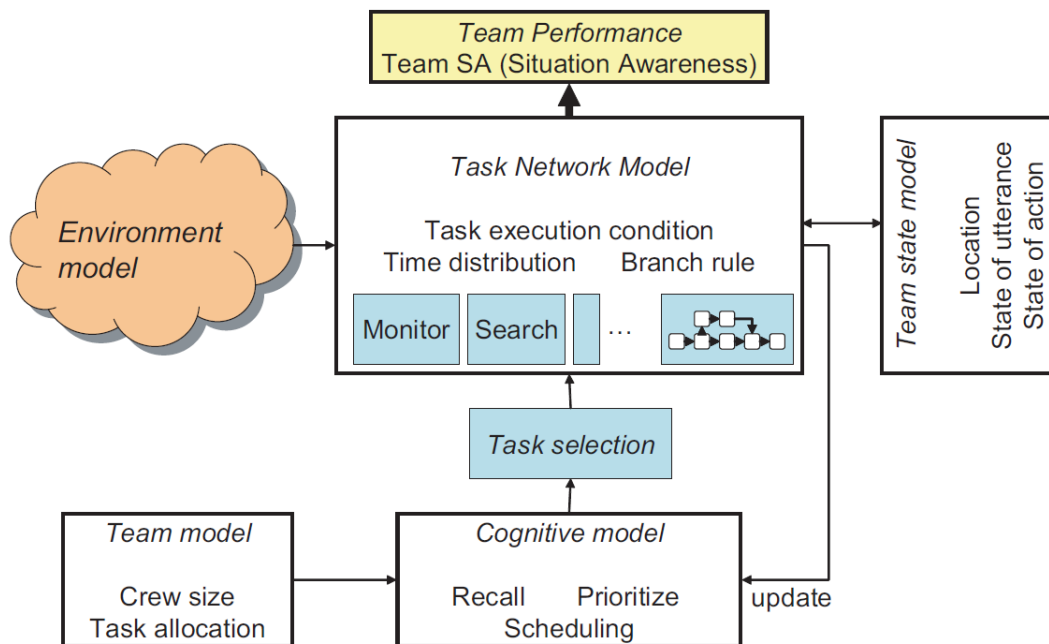 Team Performance
Team SA (Situation Awareness)
Task Network Model
Task execution condition
Time distribution Branch rule
Monitor Search ...
Environment
model
Team state model
Location
State of utterance
State of action
Task selection
Team model
Crew size
Task allocation
Cognitive model
Recall Prioritize
Scheduling
update